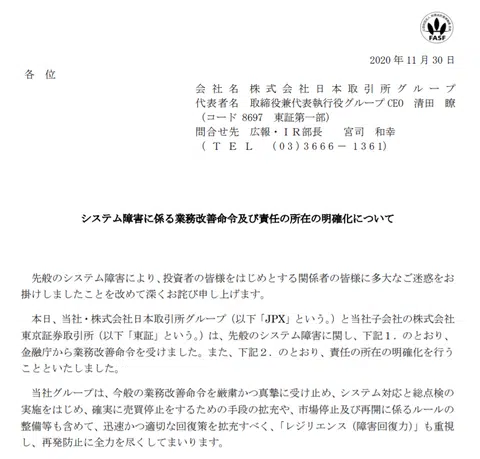 FASF
2020 年 11 月 30 日
各 位
会 社 名 株 式 会 社 日 本 取 引 所 グ ル ー プ
代表者名 取締役兼代表執行役グループ CEO 清田 瞭
（コード 8697 東証第一部）
問合せ先 広報・ＩＲ部長 宮司 和幸
（ Ｔ Ｅ Ｌ （03）3666－ 1361）
システム障害に係る業務改善命令及び責任の所在の明確化について
先般のシステム障害により、投資者の皆様をはじめとする関係者の皆様に多大なご迷惑をお
掛けしましたことを改めて深くお詫び申し上げます。
本日、当社・株式会社日本取引所グループ（以下「JPX」という。）と当社子会社の株式会社
東京証券取引所（以下「東証」という。）は、先般のシステム障害に関し、下記１．のとおり、
金融庁から業務改善命令を受けました。また、下記２．のとおり、責任の所在の明確化を行う
ことといたしました。
当社グループは、今般の業務改善命令を厳粛かつ真摯に受け止め、システム対応と総点検の
実施をはじめ、確実に売買停止をするための手段の拡充や、市場停止及び再開に係るルールの
整備等も含めて、迅速かつ適切な回復策を拡充すべく、「レジリエンス（障害回復力）」も重視
し、再発防止に全力を尽くしてまいります。